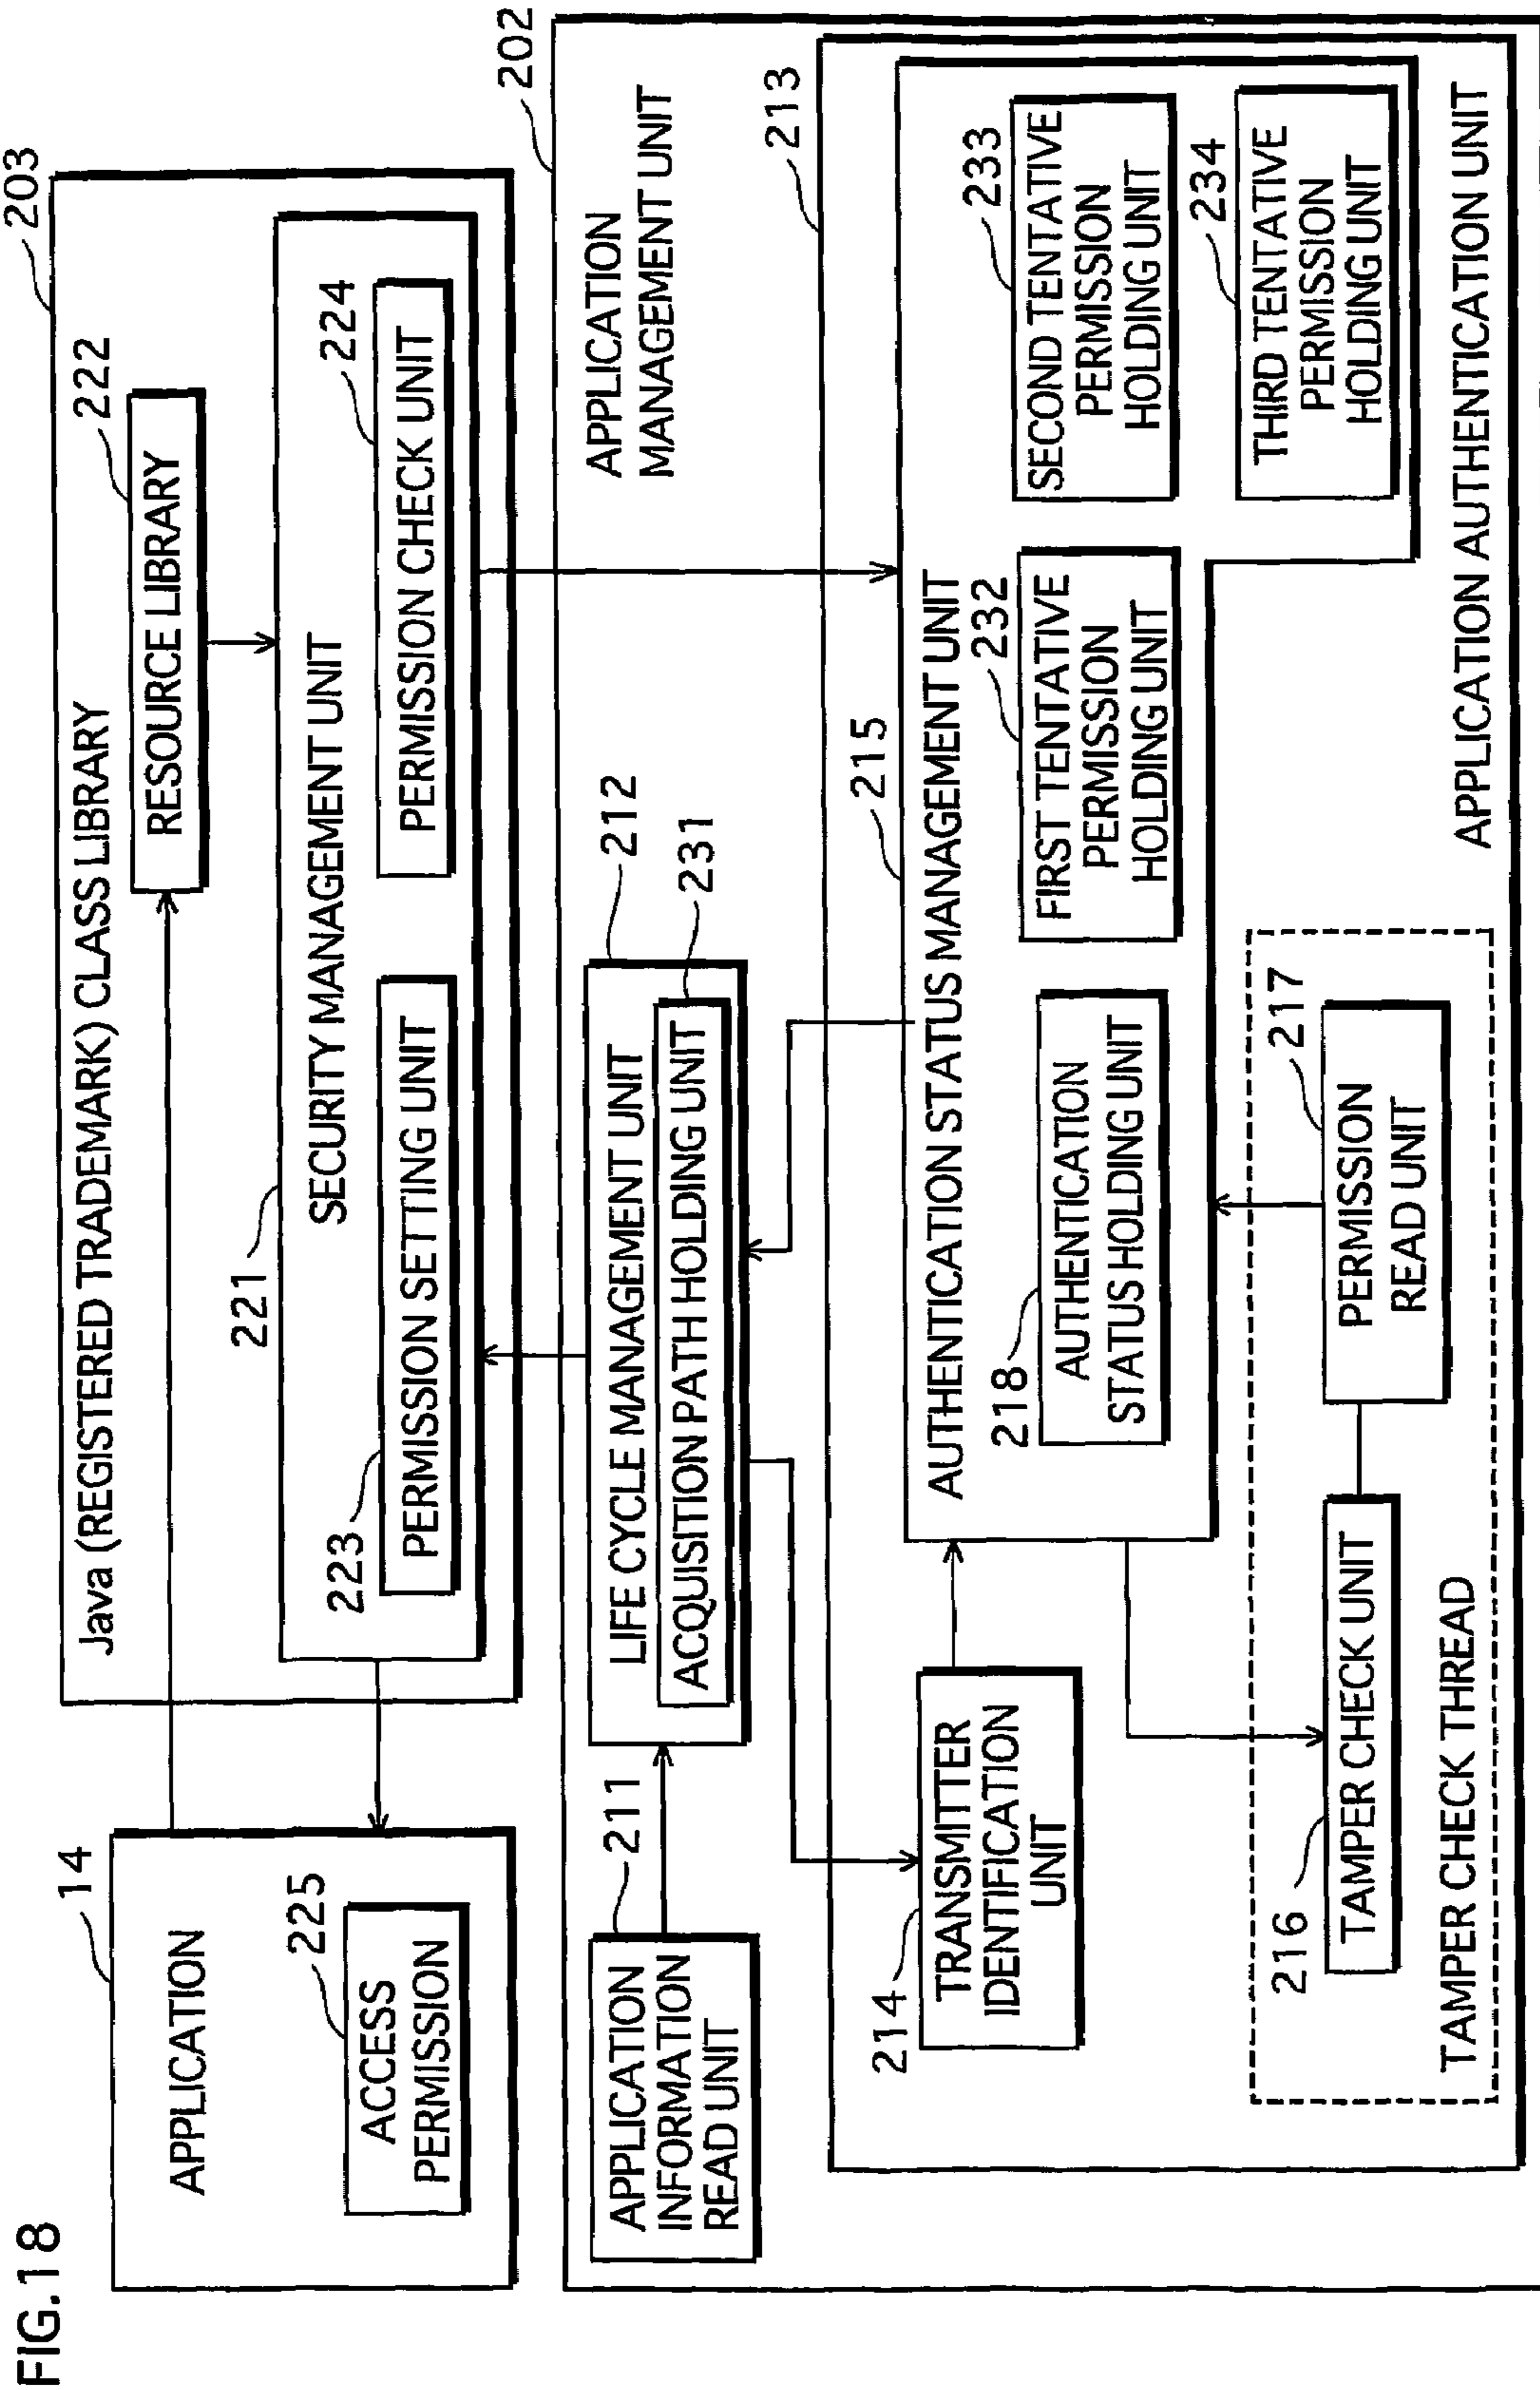 FIG.18
14
APPLICATION
225
ACCESS
PERMISSION
203
Java (REGISTERED TRADEMARK) CLASS LIBRARY
222
RESOURCE LIBRARY
221
SECURITY MANAGEMENT UNIT
223
PERMISSION SETTING UNIT
224
PERMISSION CHECK UNIT
202
APPLICATION
MANAGEMENT UNIT
211
APPLICATION
INFORMATION
READ UNIT
212
LIFE CYCLE MANAGEMENT UNIT
231
ACQUISITION PATH HOLDING UNIT
213
214
TRANSMITTER
IDENTIFICATION
UNIT
215
AUTHENTICATION STATUS MANAGEMENT UNIT
218
AUTHENTICATION
STATUS HOLDING UNIT
232
FIRST TENTATIVE
PERMISSION
HOLDING UNIT
233
SECOND TENTATIVE
PERMISSION
HOLDING UNIT
234
THIRD TENTATIVE
PERMISSION
HOLDING UNIT
216
TAMPER CHECK UNIT
217
PERMISSION
READ UNIT
TAMPER CHECK THREAD
APPLICATION AUTHENTICATION UNIT